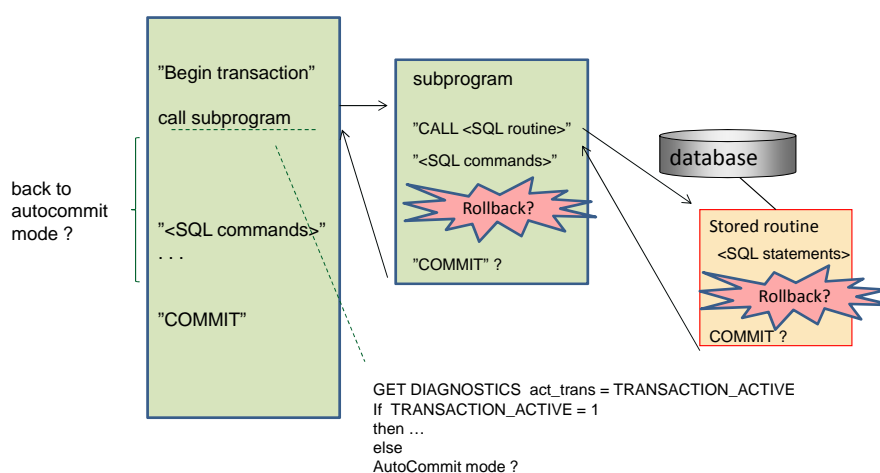 ”Begin transaction”
call subprogram
back to
autocommit
mode ?
”<SQL commands>”
. . .
”COMMIT”
subprogram
”CALL <SQL routine>”
”<SQL commands>”
Rollback?
”COMMIT” ?
database
Stored routine
<SQL statements>
Rollback?
COMMIT ?
GET DIAGNOSTICS act_trans = TRANSACTION_ACTIVE
If TRANSACTION_ACTIVE = 1
then …
else
AutoCommit mode ?